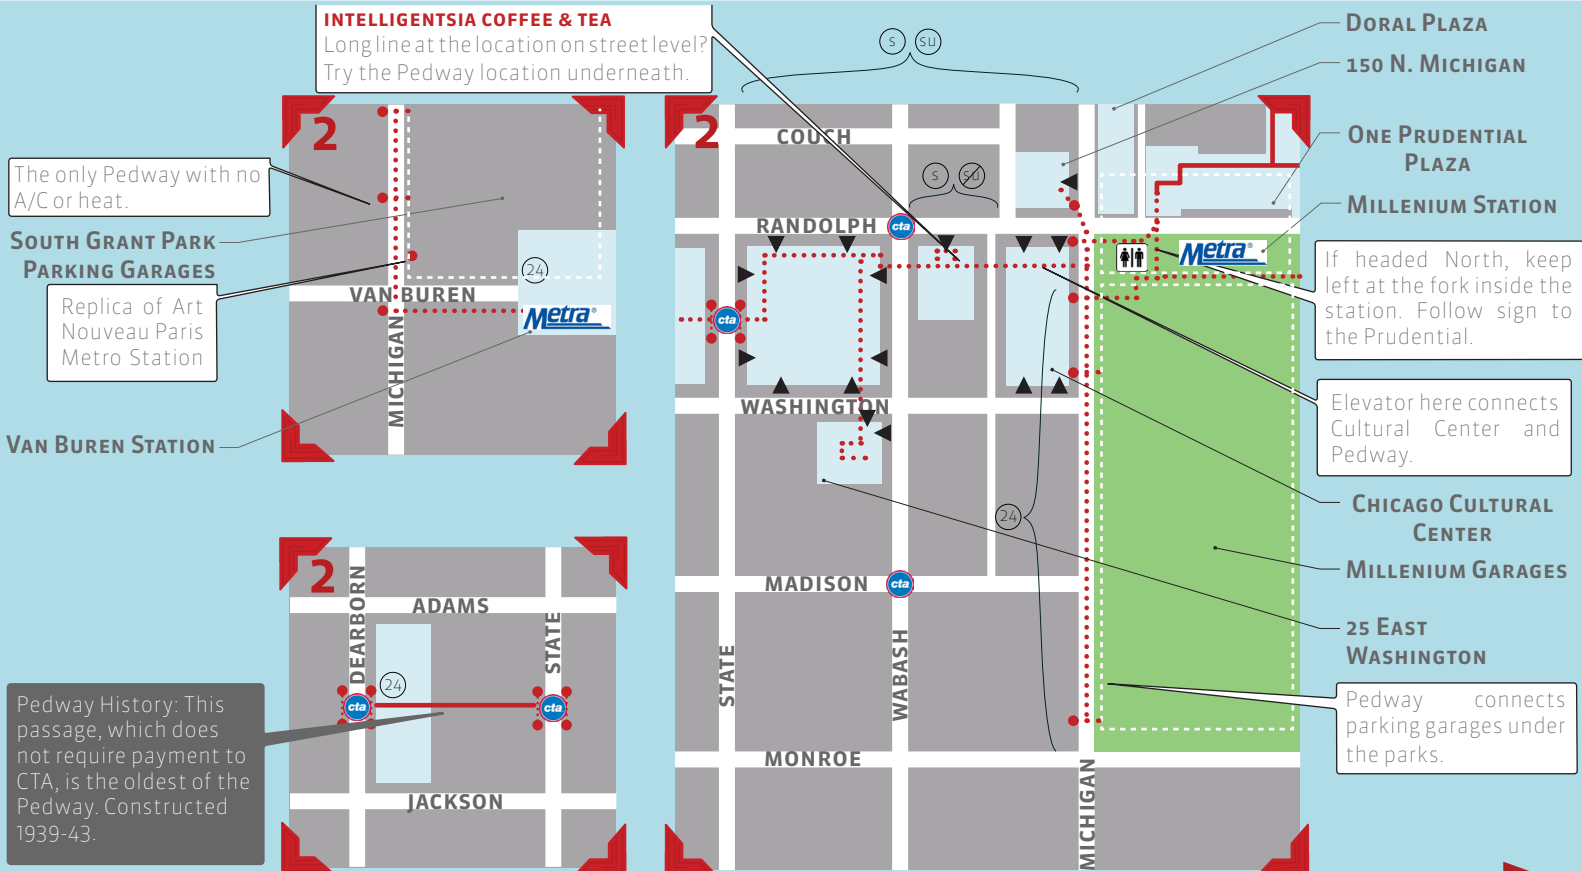 INTELLIGENTSIA COFFEE & TEA
Long line at the location on street level?
Try the Pedway location underneath.
S
SU
DORAL PLAZA
150 N. MICHIGAN
ONE PRUDENTIAL
PLAZA
MILLENIUM STATION
If headed North, keep
left at the fork inside the
station. Follow sign to
the Prudential.
Elevator here connects
Cultural Center and
Pedway.
CHICAGO CULTURAL
CENTER
MILLENIUM GARAGES
25 EAST
WASHINGTON
Pedway connects
parking garages under
the parks.
2
The only Pedway with no
A/C or heat.
SOUTH GRANT PARK
PARKING GARAGES
Replica of Art
Nouveau Paris
Metro Station
VAN BUREN STATION
24
VAN BUREN
Metra®
MICHIGAN
2
COUCH
S
SU
RANDOLPH
cta
Metra®
cta
WASHINGTON
24
MADISON
cta
STATE
WABASH
MONROE
MICHIGAN
2
DEARBORN
ADAMS
STATE
24
cta
cta
JACKSON
Pedway History: This
passage, which does
not require payment to
CTA, is the oldest of the
Pedway. Constructed
1939-43.